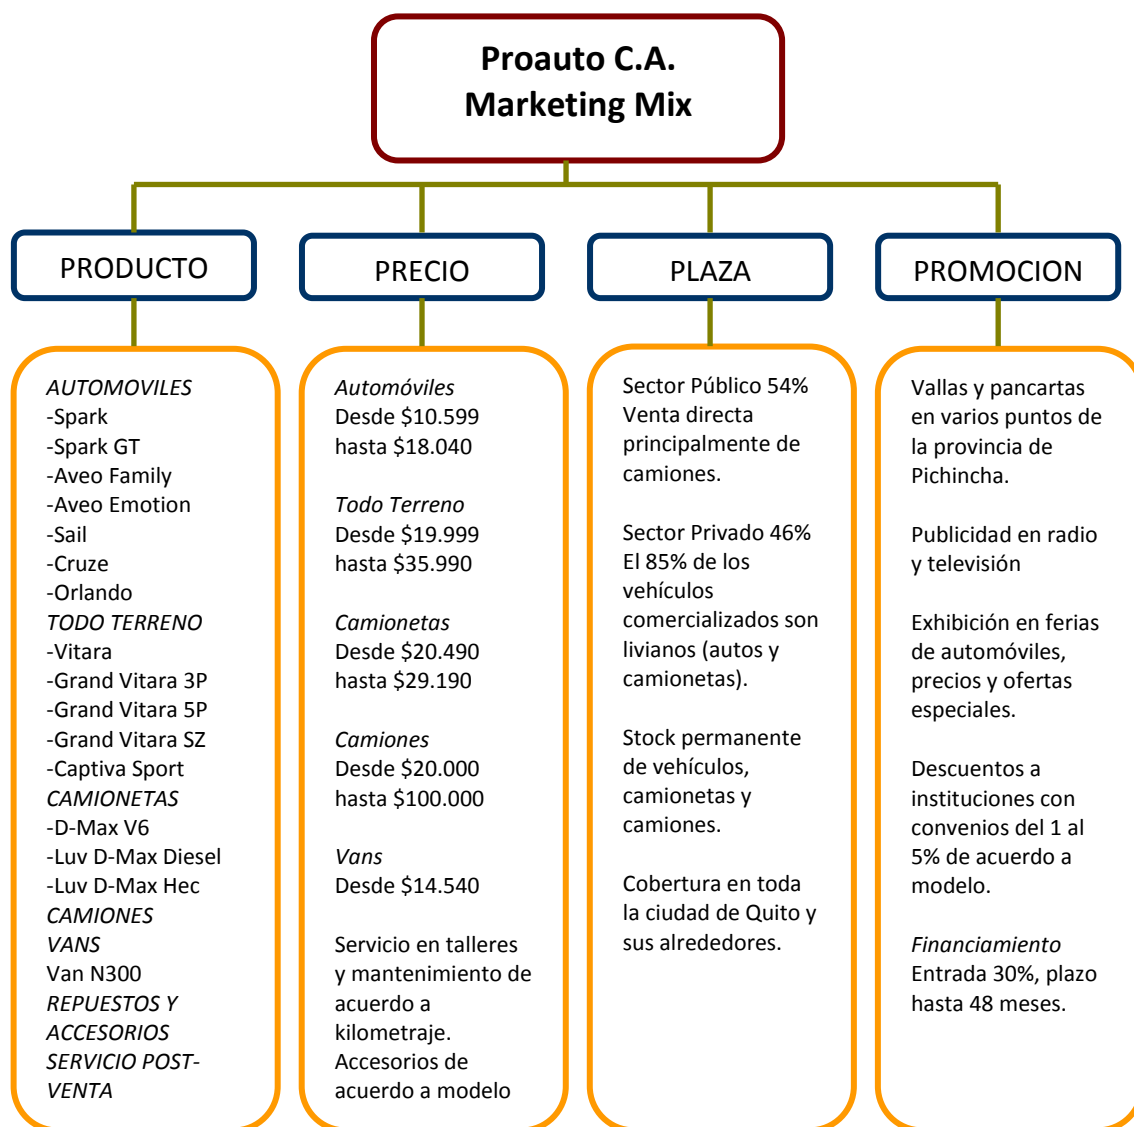 Proauto C.A.
Marketing Mix
PRODUCTO
PRECIO
PLAZA
PROMOCION
AUTOMOVILES
-Spark
-Spark GT
-Aveo Family
-Aveo Emotion
-Sail
-Cruze
-Orlando
TODO TERRENO
-Vitara
-Grand Vitara 3P
-Grand Vitara 5P
-Grand Vitara SZ
-Captiva Sport
CAMIONETAS
-D-Max V6
-Luv D-Max Diesel
-Luv D-Max Hec
CAMIONES
VANS
Van N300
REPUESTOS Y
ACCESORIOS
SERVICIO POST-
VENTA
Automóviles
Desde $10.599
hasta $18.040
Todo Terreno
Desde $19.999
hasta $35.990
Camionetas
Desde $20.490
hasta $29.190
Camiones
Desde $20.000
hasta $100.000
Vans
Desde $14.540
Servicio en talleres
y mantenimiento de
acuerdo a
kilometraje.
Accesorios de
acuerdo a modelo
Sector Público 54%
Venta directa
principalmente de
camiones.
Sector Privado 46%
El 85% de los
vehículos
comercializados son
livianos (autos y
camionetas).
Stock permanente
de vehículos,
camionetas y
camiones.
Cobertura en toda
la ciudad de Quito y
sus alrededores.
Vallas y pancartas
en varios puntos de
la provincia de
Pichincha.
Publicidad en radio
y televisión
Exhibición en ferias
de automóviles,
precios y ofertas
especiales.
Descuentos a
instituciones con
convenios del 1 al
5% de acuerdo a
modelo.
Financiamiento
Entrada 30%, plazo
hasta 48 meses.